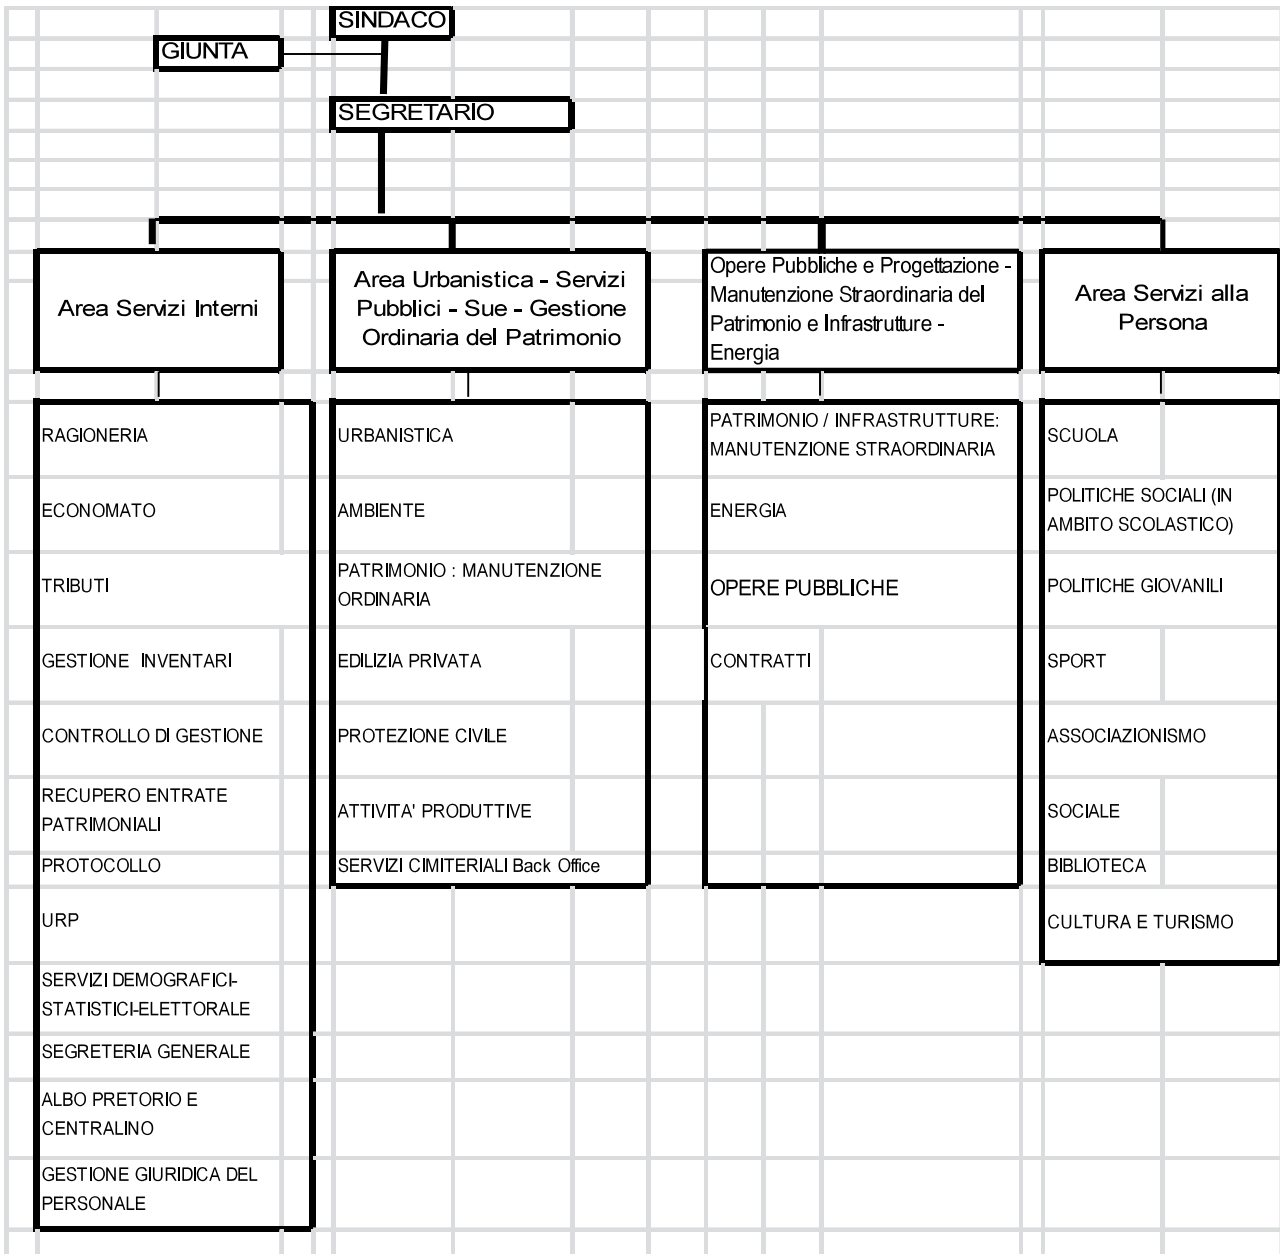 SINDACO
GIUNTA
SEGRETARIO
Area Servizi Interni
Area Urbanistica - Servizi
Pubblici - Sue - Gestione
Ordinaria del Patrimonio
Opere Pubbliche e Progettazione -
Manutenzione Straordinaria del
Patrimonio e Infrastrutture -
Energia
Area Servizi alla
Persona
RAGIONERIA
ECONOMATO
TRIBUTI
GESTIONE INVENTARI
CONTROLLO DI GESTIONE
RECUPERO ENTRATE
PATRIMONIALI
PROTOCOLLO
URP
SERVIZI DEMOGRAFICI-
STATISTICI-ELETTORALE
SEGRETERIA GENERALE
ALBO PRETORIO E
CENTRALINO
GESTIONE GIURIDICA DEL
PERSONALE
URBANISTICA
AMBIENTE
PATRIMONIO : MANUTENZIONE
ORDINARIA
EDILIZIA PRIVATA
PROTEZIONE CIVILE
ATTIVITA' PRODUTTIVE
SERVIZI CIMITERIALI Back Office
PATRIMONIO / INFRASTRUTTURE:
MANUTENZIONE STRAORDINARIA
ENERGIA
OPERE PUBBLICHE
CONTRATTI
SCUOLA
POLITICHE SOCIALI (IN
AMBITO SCOLASTICO)
POLITICHE GIOVANILI
SPORT
ASSOCIAZIONISMO
SOCIALE
BIBLIOTECA
CULTURA E TURISMO